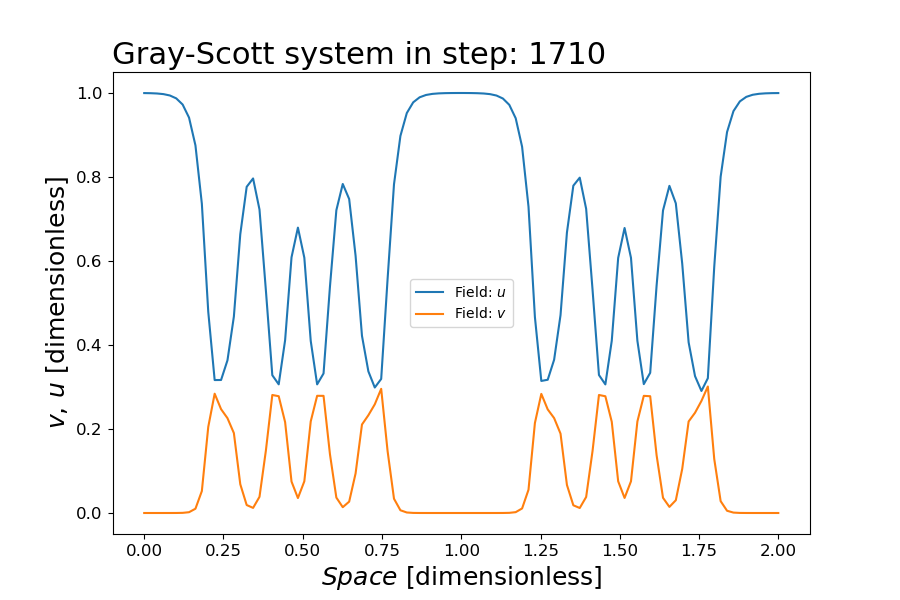 Gray-Scott system in step: 1710
1.0
0.8
0.6
0.4
0.2
0.0
v, u [dimensionless]
Field: u
Field: v
0.00 0.25 0.50 0.75 1.00 1.25 1.50 1.75 2.00
Space [dimensionless]